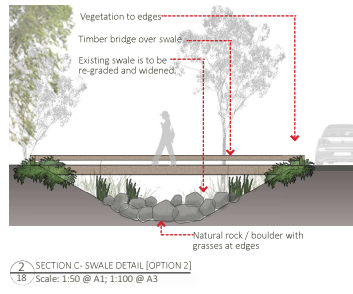 Vegetation to edges
Timber bridge over swale
Existing swale is to be
re-graded and widened.
Natural rock / boulder with
grasses at edges
2
18
SECTION C- SWALE DETAIL [OPTION 2]
Scale: 1:50 @ A1; 1:100 @ A3